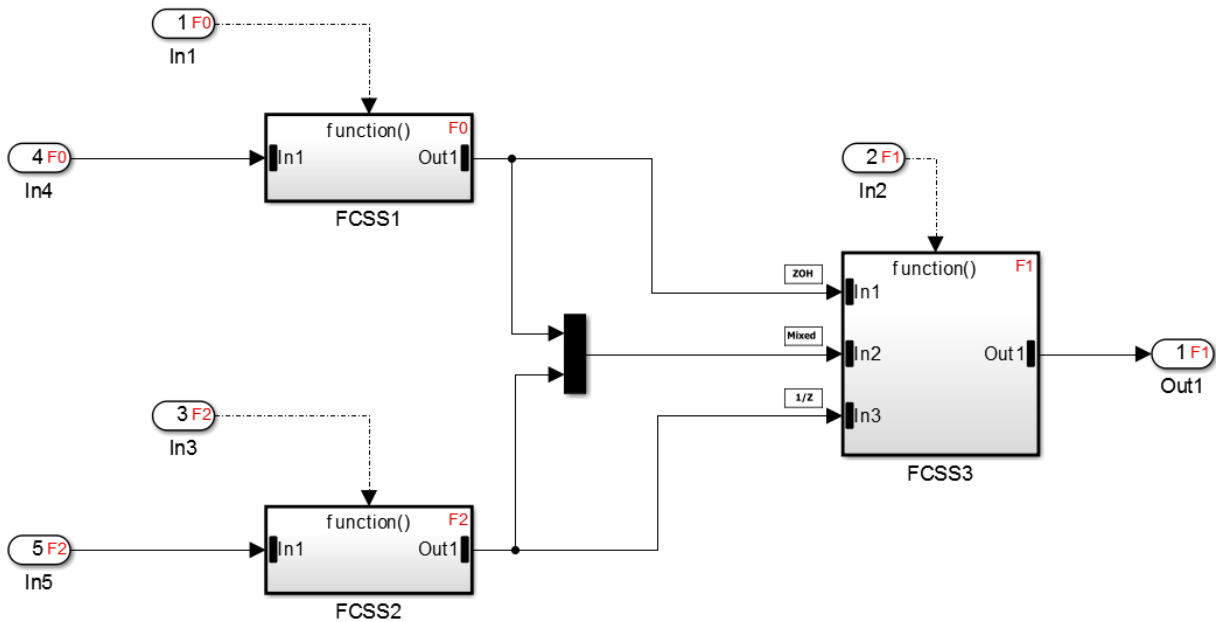 1 F0
In1
function()
F0
4 F0
In1
Out1
In4
FCSS1
2 F1
In2
function()
F1
ZOH
In1
Mixed
In2
Out1
1 F1
Out1
1/Z
In3
FCSS3
3 F2
In3
function()
F2
5 F2
In1
Out1
In5
FCSS2